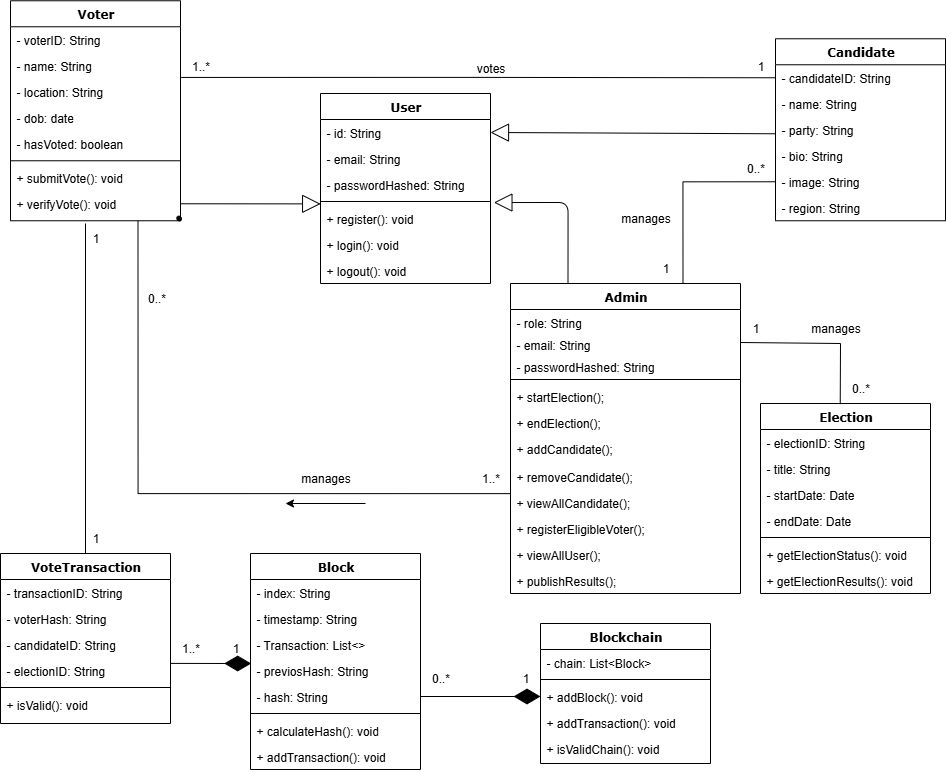 Voter
- voterID: String
- name: String
- location: String
- dob: date
- hasVoted: boolean
+ submitVote(): void
+ verifyVote(): void
1..*
votes
1
Candidate
- candidateID: String
- name: String
- party: String
- bio: String
- image: String
- region: String
User
- id: String
- email: String
- passwordHashed: String
+ register(): void
+ login(): void
+ logout(): void
0..*
manages
1
1
0..*
Admin
- role: String
- email: String
- passwordHashed: String
+ startElection();
+ endElection();
+ addCandidate();
+ removeCandidate();
+ viewAllCandidate();
+ registerEligibleVoter();
+ viewAllUser();
+ publishResults();
1
manages
0..*
Election
- electionID: String
- title: String
- startDate: Date
- endDate: Date
+ getElectionStatus(): void
+ getElectionResults(): void
manages
1..*
1
VoteTransaction
- transactionID: String
- voterHash: String
- candidateID: String
- electionID: String
+ isValid(): void
1..*
1
Block
- index: String
- timestamp: String
- Transaction: List<>
- previosHash: String
- hash: String
+ calculateHash(): void
+ addTransaction(): void
0..*
1
Blockchain
- chain: List<Block>
+ addBlock(): void
+ addTransaction(): void
+ isValidChain(): void